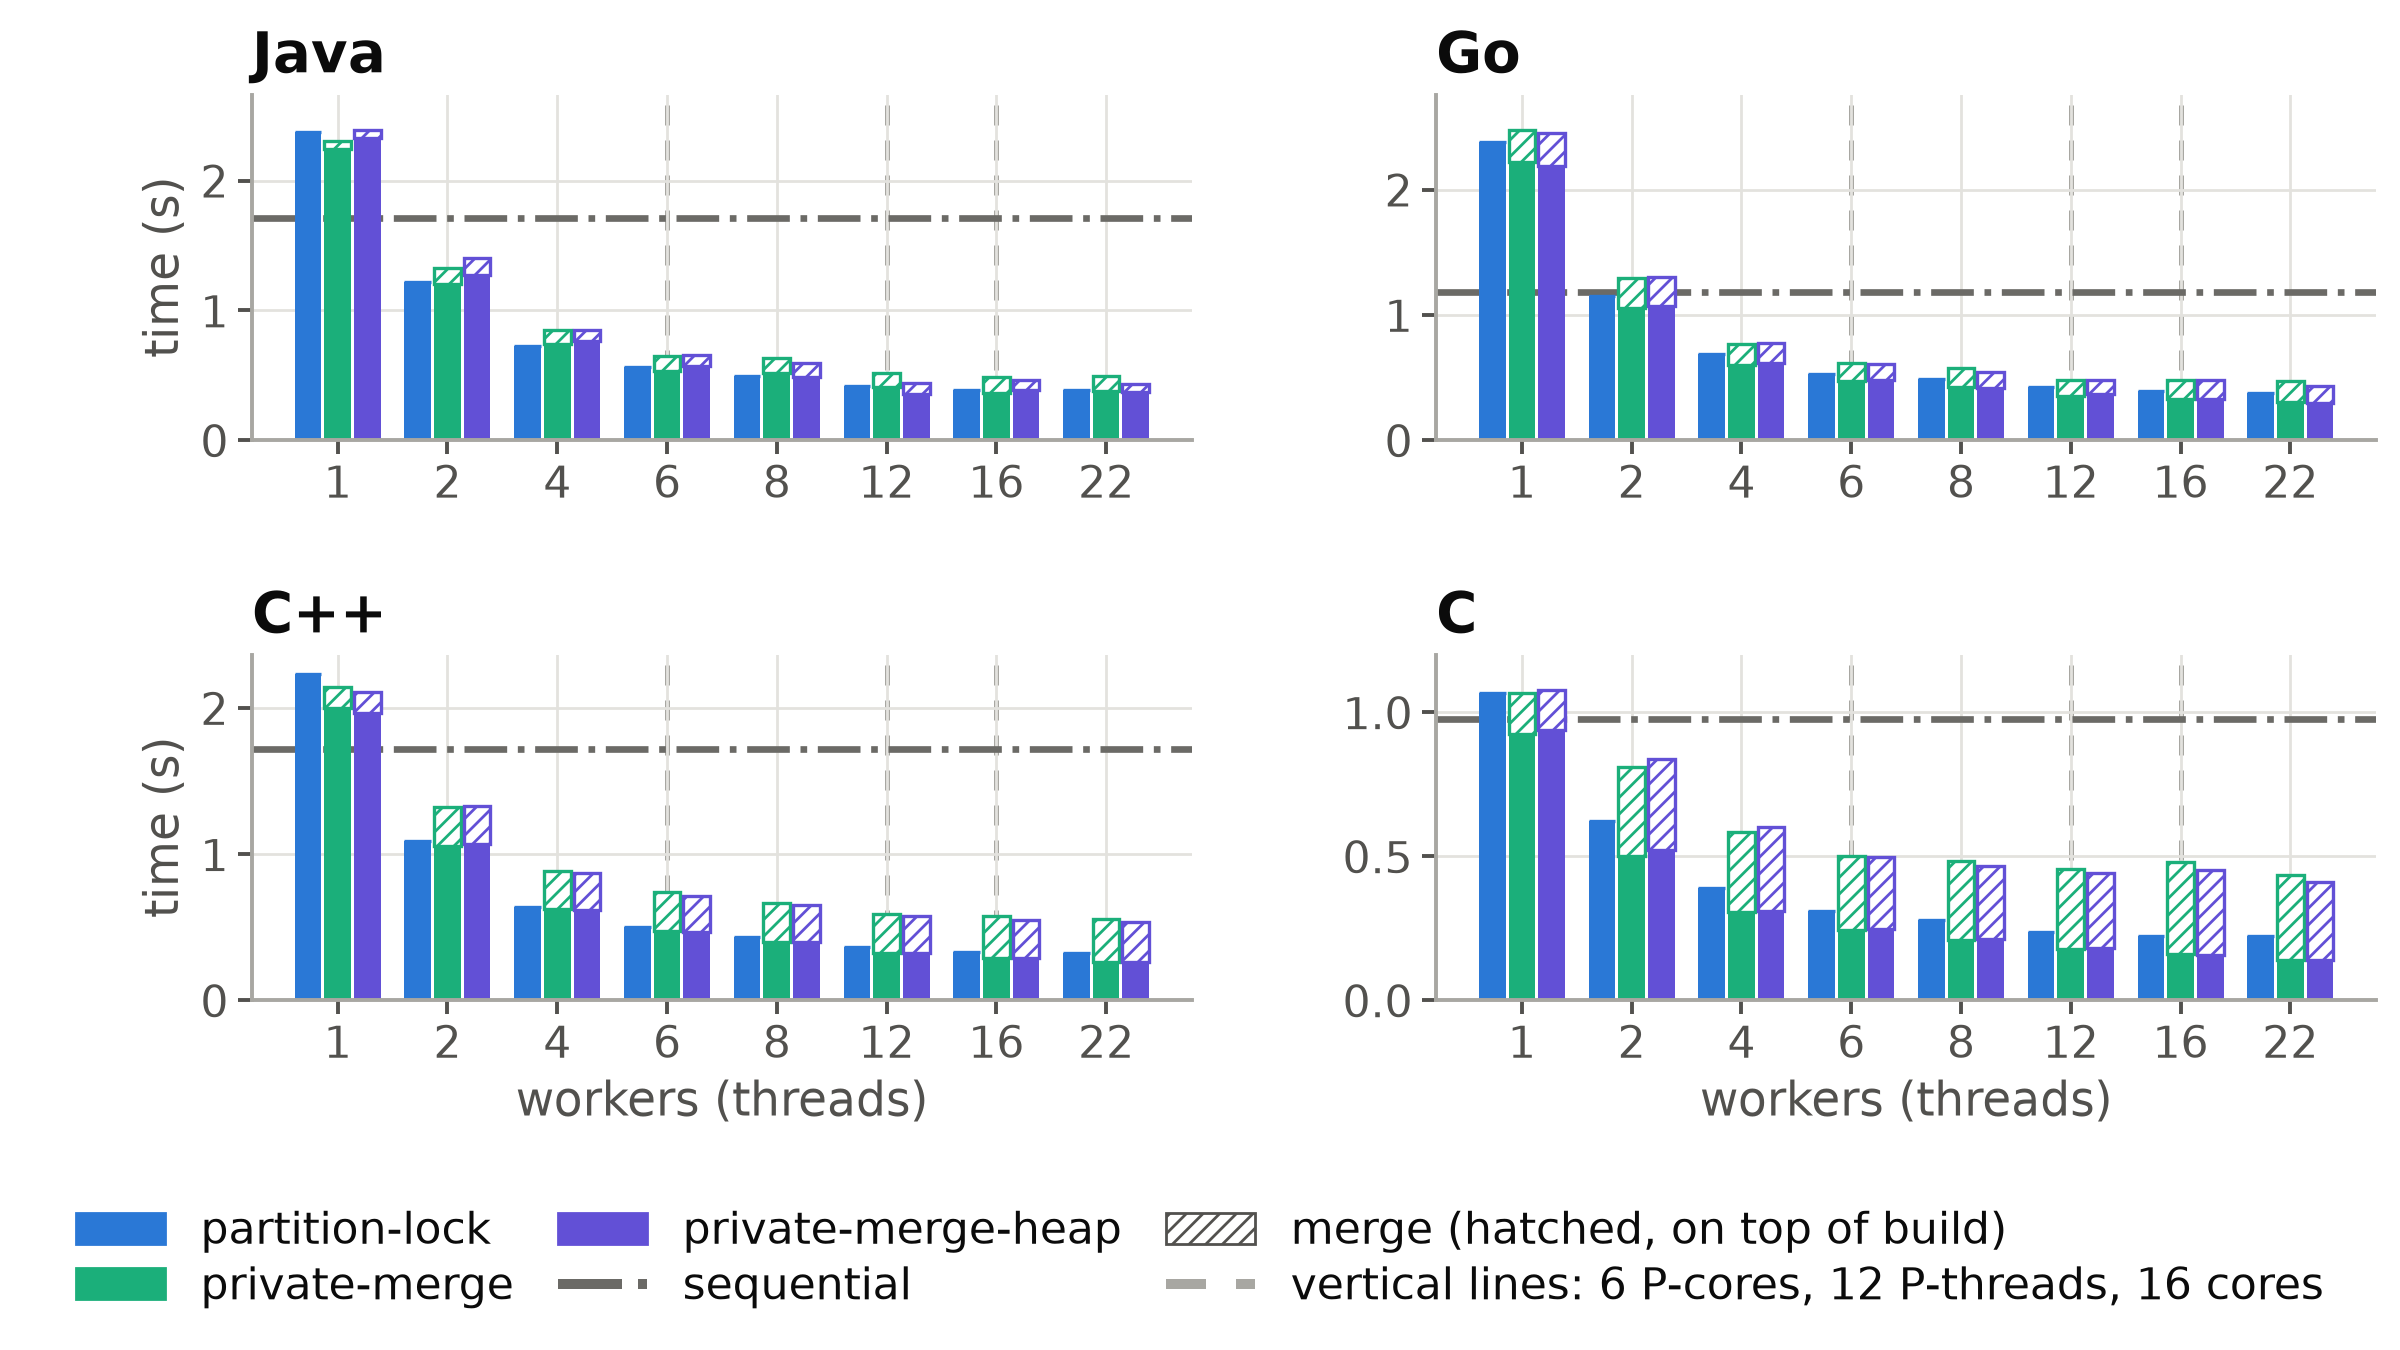 Java
Go
time (s)
2
1
0
1 2 4 6 8 12 16 22
2
1
0
1 2 4 6 8 12 16 22
C++
C
time (s)
2
1
0
1 2 4 6 8 12 16 22
workers (threads)
1.0
0.5
0.0
1 2 4 6 8 12 16 22
workers (threads)
partition-lock
private-merge
private-merge-heap
sequential
merge (hatched, on top of build)
vertical lines: 6 P-cores, 12 P-threads, 16 cores